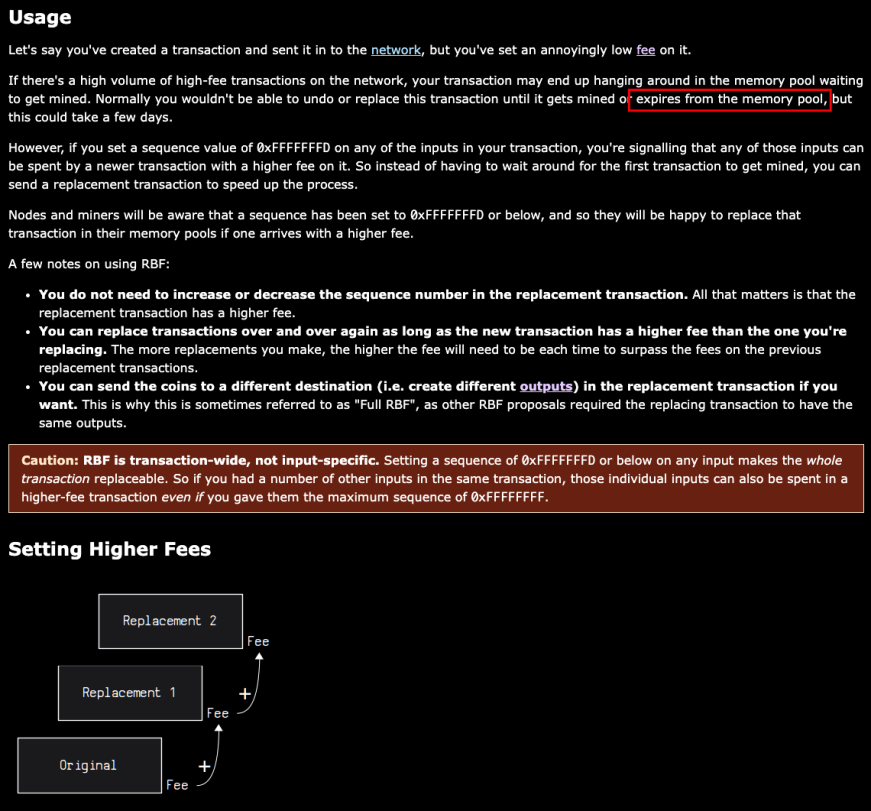 Usage
Let's say you've created a transaction and sent it in to the network, but you've set an annoyingly low fee on it.
If there's a high volume of high-fee transactions on the network, your transaction may end up hanging around in the memory pool waiting
to get mined. Normally you wouldn't be able to undo or replace this transaction until it gets mined or expires from the memory pool, but
this could take a few days.
However, if you set a sequence value of 0xFFFFFFFD on any of the inputs in your transaction, you're signalling that any of those inputs can
be spent by a newer transaction with a higher fee on it. So instead of having to wait around for the first transaction to get mined, you can
send a replacement transaction to speed up the process.
Nodes and miners will be aware that a sequence has been set to 0xFFFFFFFD or below, and so they will be happy to replace that
transaction in their memory pools if one arrives with a higher fee.
A few notes on using RBF:
• You do not need to increase or decrease the sequence number in the replacement transaction. All that matters is that the
replacement transaction has a higher fee.
• You can replace transactions over and over again as long as the new transaction has a higher fee than the one you're
replacing. The more replacements you make, the higher the fee will need to be each time to surpass the fees on the previous
replacement transactions.
• You can send the coins to a different destination (i.e. create different outputs) in the replacement transaction if you
want. This is why this is sometimes referred to as "Full RBF", as other RBF proposals required the replacing transaction to have the
same outputs.
Caution: RBF is transaction-wide, not input-specific. Setting a sequence of 0xFFFFFFFD or below on any input makes the whole
transaction replaceable. So if you had a number of other inputs in the same transaction, those individual inputs can also be spent in a
higher-fee transaction even if you gave them the maximum sequence of 0xFFFFFFFF.
Setting Higher Fees
Replacement 2
Fee
Replacement 1
+
Fee
Original
+
Fee